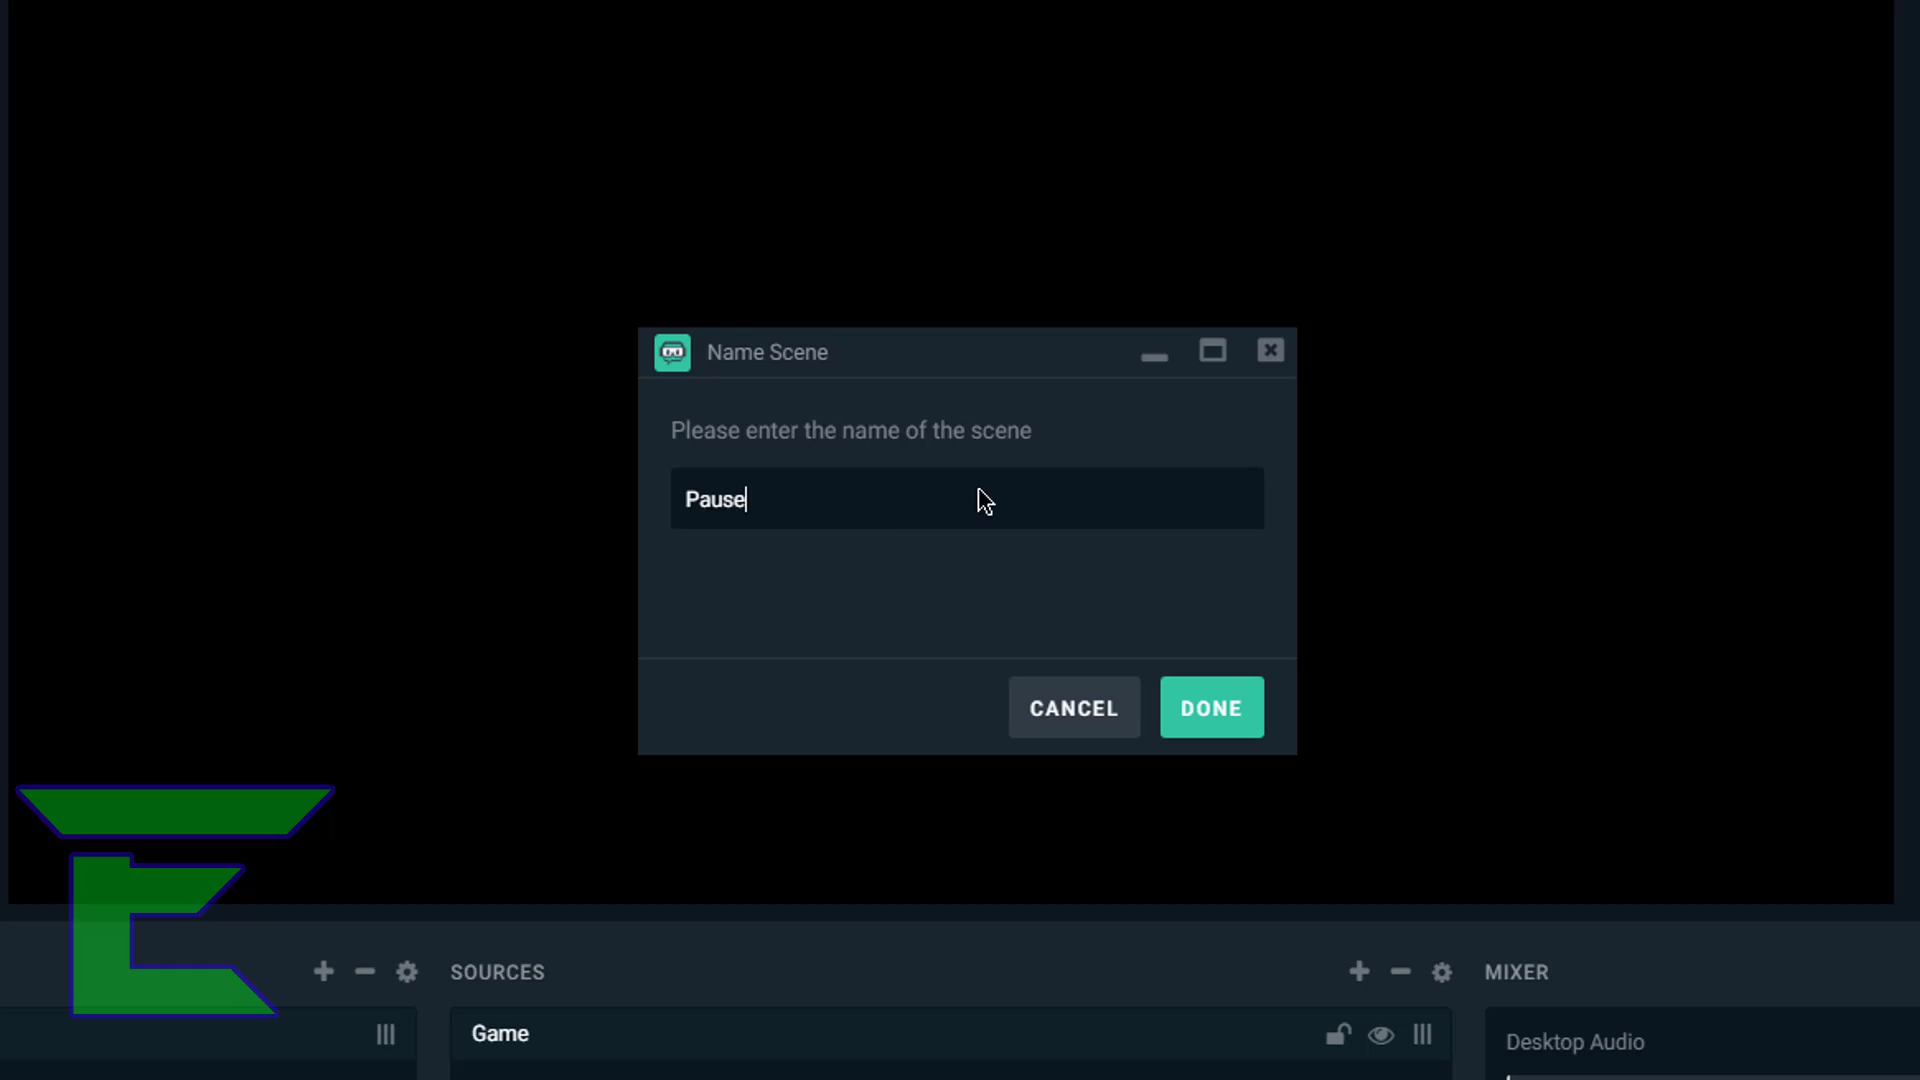 Name Scene
Please enter the name of the scene
Pause
CANCEL
DONE
SOURCES
MIXER
Game
Desktop Audio